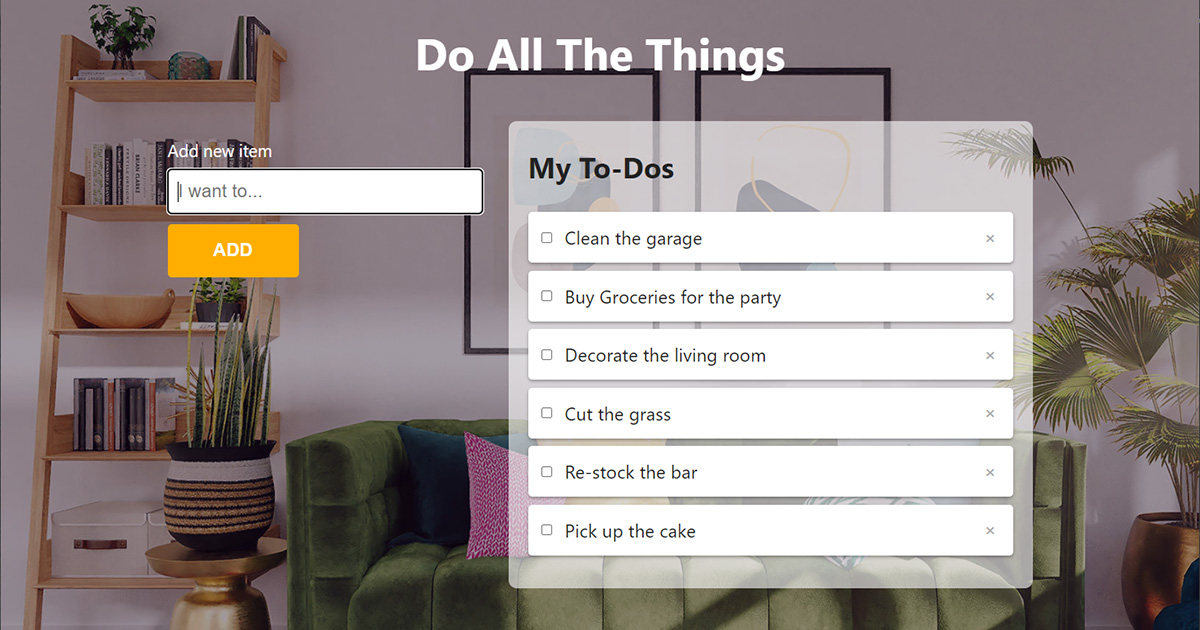 Do All The Things
Add new item
I want to...
ADD
My To-Dos
Clean the garage ×
Buy Groceries for the party ×
Decorate the living room ×
Cut the grass ×
Re-stock the bar ×
Pick up the cake ×